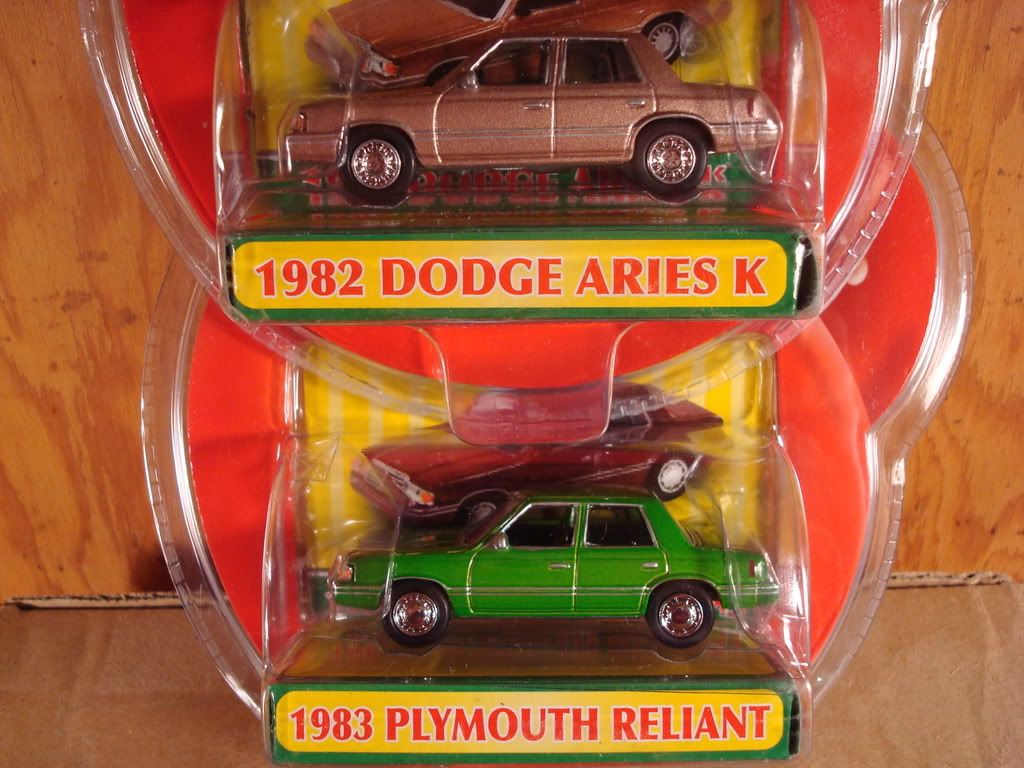 1982 DODGE ARIES K
1983 PLYMOUTH RELIANT